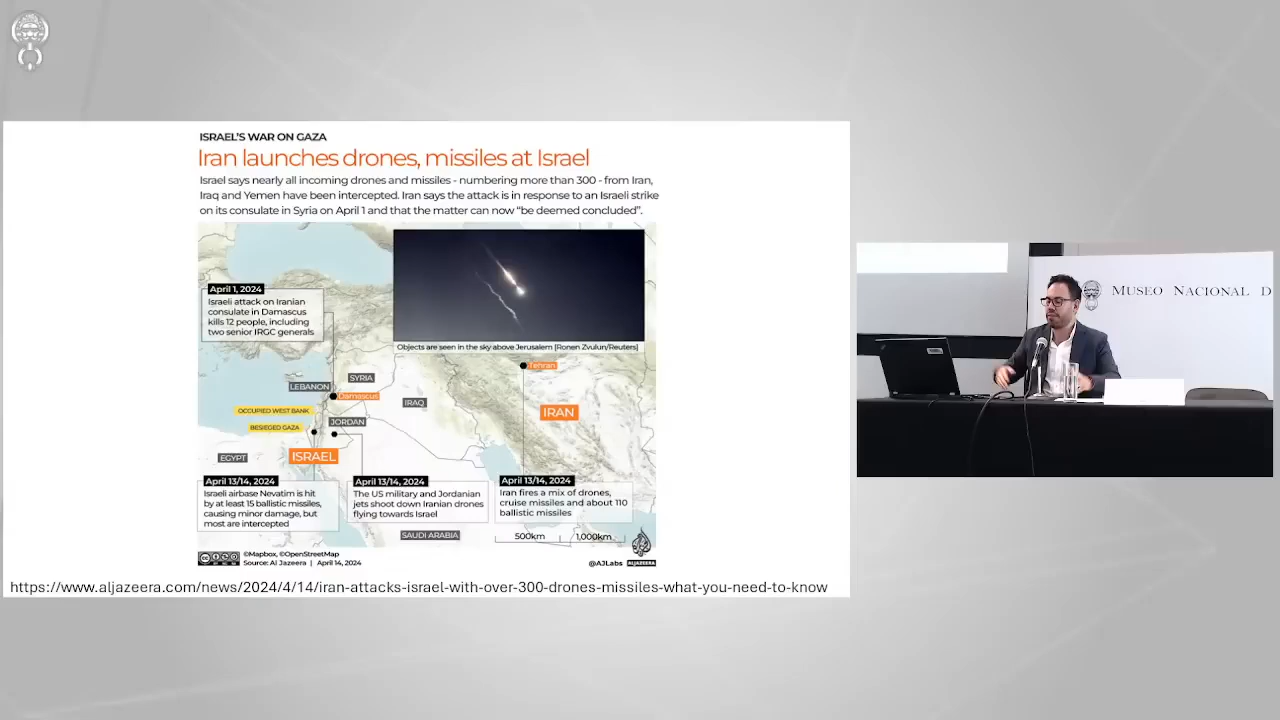 ISRAEL'S WAR ON GAZA
Iran launches drones, missiles at Israel
Israel says nearly all incoming drones and missiles - numbering more than 300 - from Iran,
Iraq and Yemen have been intercepted. Iran says the attack is in response to an Israeli strike
on its consulate in Syria on April 1 and that the matter can now "be deemed concluded".
April 1, 2024
Israeli attack on Iranian
consulate in Damascus
kills 12 people, including
two senior IRGC generals
Objects are seen in the sky above Jerusalem [Ronen Zvulun/Reuters]
Tehran
SYRIA
LEBANON
Damascus
IRAQ
OCCUPIED WEST BANK
IRAN
JORDAN
BESIEGED GAZA
EGYPT
ISRAEL
April 13/14, 2024
Israeli airbase Nevatim is hit
by at least 15 ballistic missiles,
causing minor damage, but
most are intercepted
April 13/14, 2024
The US military and Jordanian
jets shoot down Iranian drones
flying towards Israel
April 13/14, 2024
Iran fires a mix of drones,
cruise missiles and about 110
ballistic missiles
SAUDI ARABIA
500km
1,000km
©Mapbox, ©OpenStreetMap
Source: Al Jazeera | April 14, 2024
@AJLabs ALJAZEERA
https://www.aljazeera.com/news/2024/4/14/iran-attacks-israel-with-over-300-drones-missiles-what-you-need-to-know
MUSEO NACIONAL D